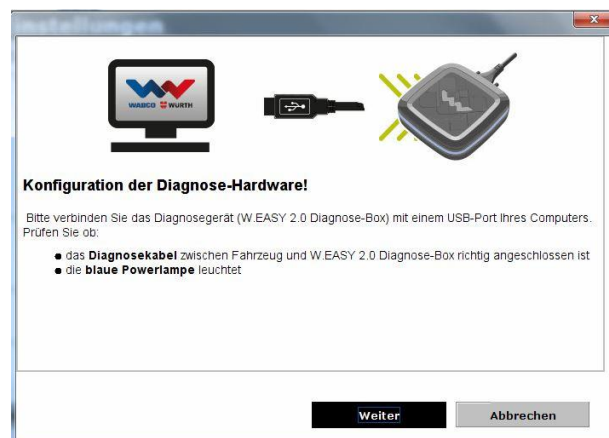 instellungen
WABCO WÜRTH
Konfiguration der Diagnose-Hardware!
Bitte verbinden Sie das Diagnosegerät (W.EASY 2.0 Diagnose-Box) mit einem USB-Port Ihres Computers.
Prüfen Sie ob:
● das Diagnosekabel zwischen Fahrzeug und W.EASY 2.0 Diagnose-Box richtig angeschlossen ist
● die blaue Powerlampe leuchtet
Weiter Abbrechen